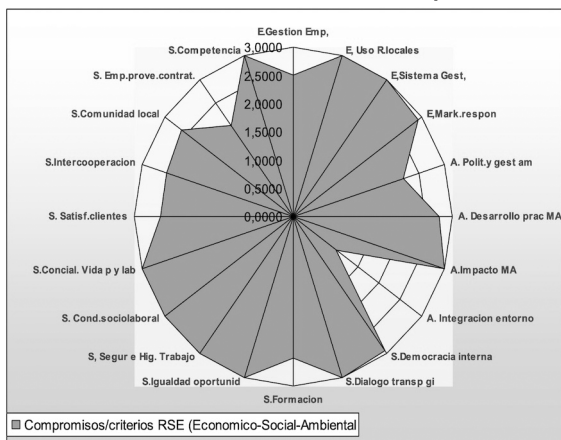 E.Gestion Emp,
S.Competencia
3,0000
E, Uso R.locales
S. Emp.prove.contrat.
2,5000
E,Sistema Gest,
S.Comunidad local
2,0000
E,Mark.respon
1,5000
S.Intercooperacion
1,0000
A. Polit.y gest am
0,5000
S. Satisf.clientes
0,0000
A. Desarrollo prac MA
S.Concial. Vida p y lab
A.Impacto MA
S. Cond.sociolaboral
A. Integracion entorno
S, Segur e Hig. Trabajo
S.Democracia interna
S.Igualdad oportunid
S.Dialogo transp gi
S.Formacion
Compromisos/criterios RSE (Economico-Social-Ambiental